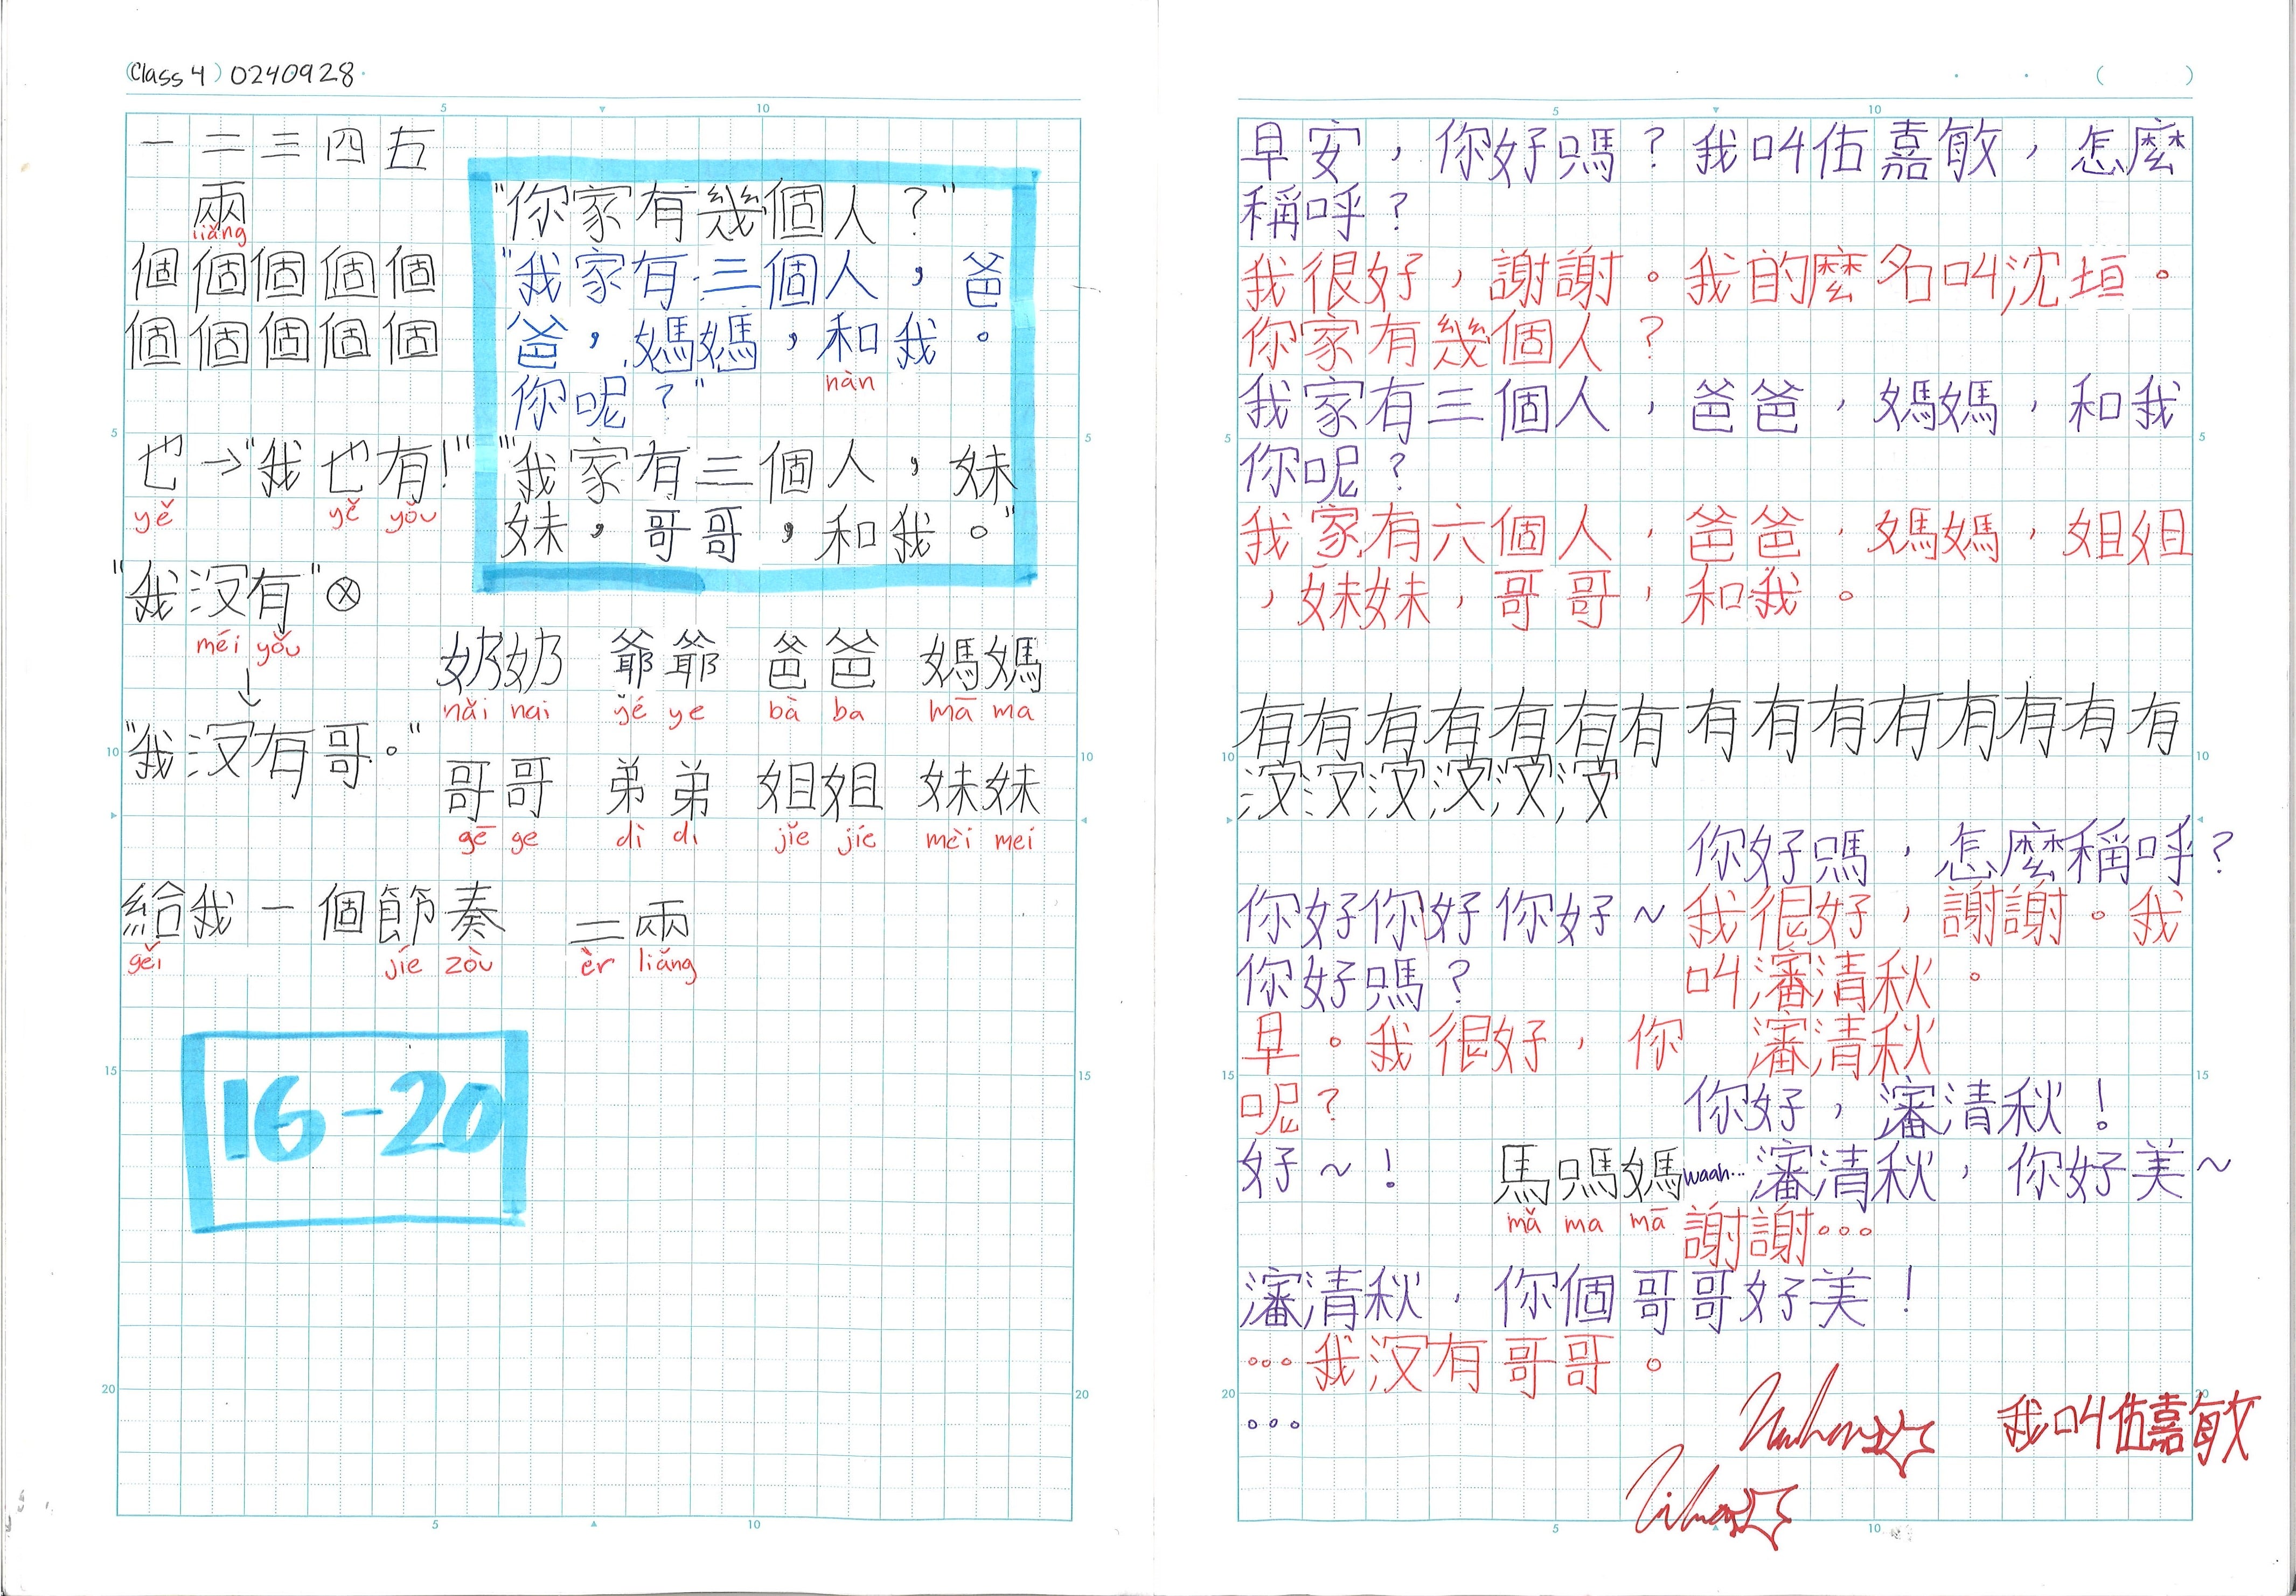 (Class 4) 0240928
一二三四五
兩
liǎng
個個個個個
個個個個個
"你家有幾個人？"
"我家有三個人，爸
爸，媽媽，和我。
nàn
你呢？"
"我家有三個人，妹
妹，哥哥，和我。"
也→"我也有！"
yě yě yǒu
"我沒有"⊗
méi yǒu
↓
"我沒有哥。"
奶奶 爺爺 爸爸 媽媽
nǎi nai yé ye bà ba mā ma
哥哥 弟弟 姐姐 妹妹
gē ge dì di jǐe jíe mèi mei
給我一個節奏 二兩
gěi jíe zòu èr liǎng
16-20
早安，你好嗎？我叫佑嘉敏，怎麼
稱呼？
我很好，謝謝。我的麼名叫沈垣。
你家有幾個人？
我家有三個人，爸爸，媽媽，和我
你呢？
我家有六個人，爸爸，媽媽，姐姐
，妹妹，哥哥，和我。
有有有有有有有有有有有有有有有
沒沒沒沒沒沒
你好嗎，怎麼稱呼？
你好你好你好～
你好嗎？
我很好，謝謝。我
叫瀋清秋。
早。我很好，你
呢？
瀋清秋
你好，瀋清秋！
好～！
馬嗎媽
mǎ ma mā
waah... 瀋清秋，你好美～
謝謝...
瀋清秋，你個哥哥好美！
...我沒有哥哥。
...
我叫佑嘉敏